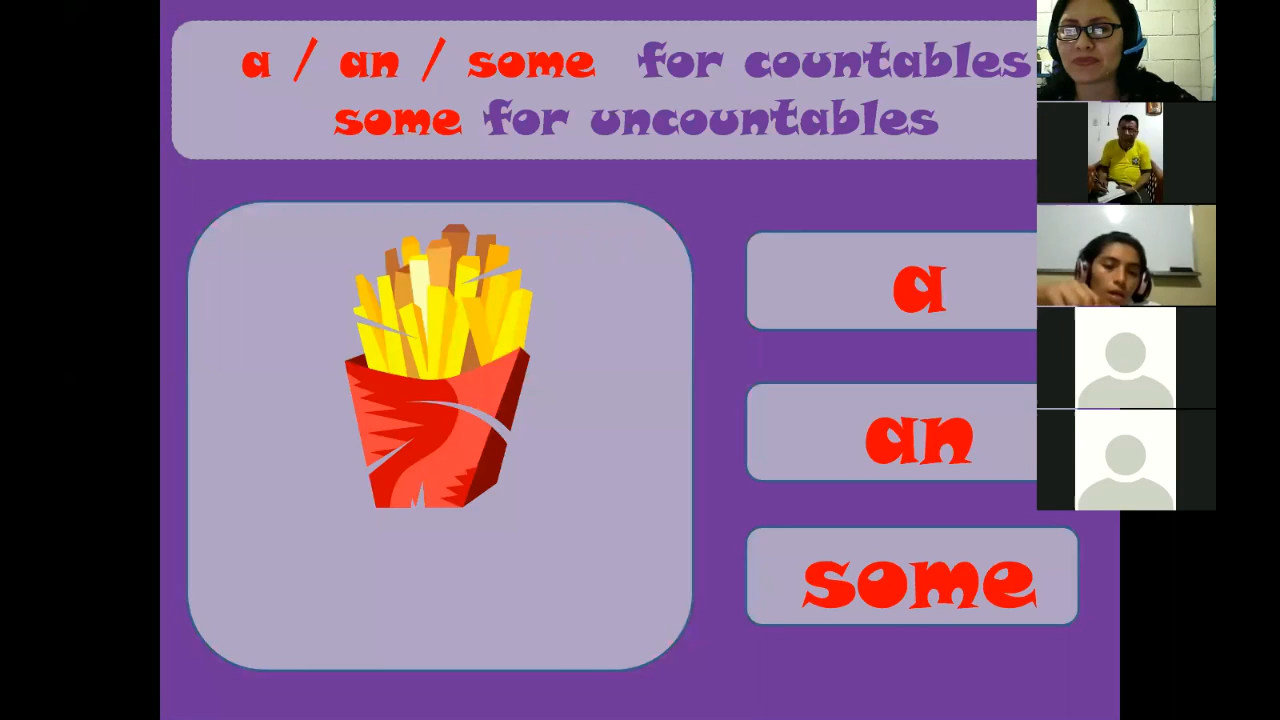 a / an / some for countables
some for uncountables
a
an
some